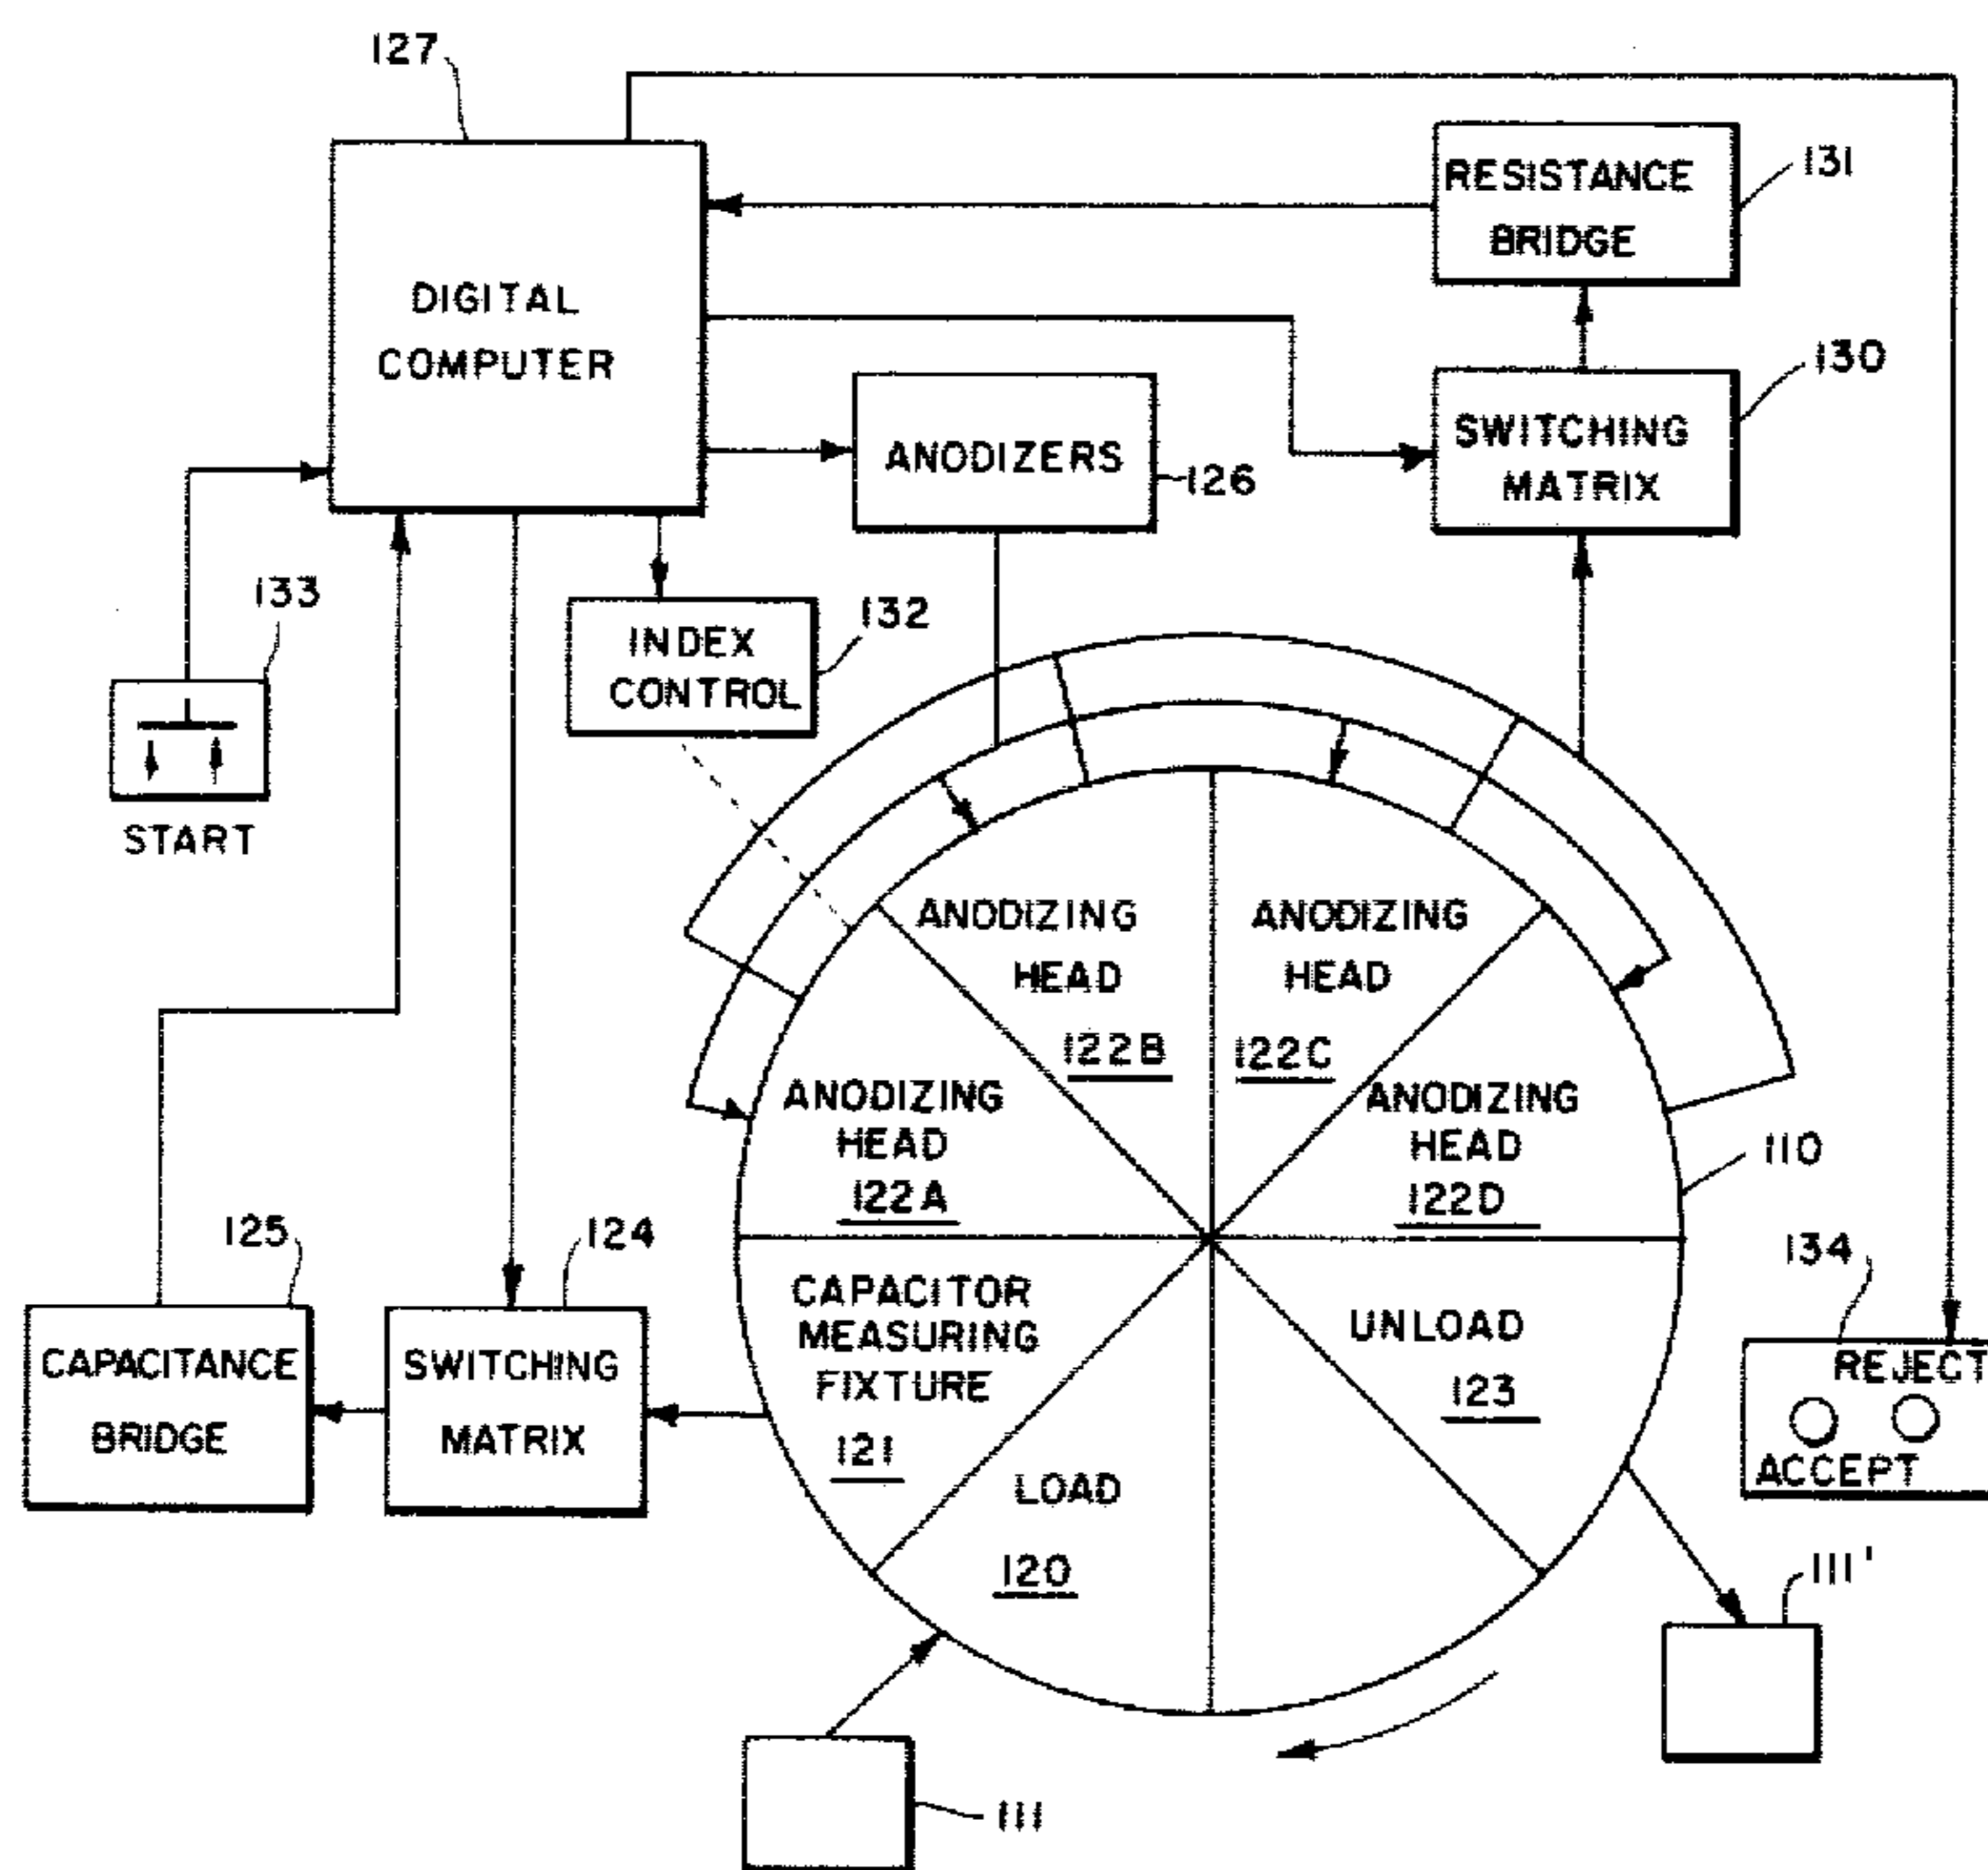 127
DIGITAL
COMPUTER
RESISTANCE
BRIDGE
131
SWITCHING
MATRIX
130
ANODIZERS
126
133
START
INDEX
CONTROL
132
ANODIZING
HEAD
122B
ANODIZING
HEAD
122C
ANODIZING
HEAD
122A
ANODIZING
HEAD
122D
110
125
CAPACITANCE
BRIDGE
124
SWITCHING
MATRIX
CAPACITOR
MEASURING
FIXTURE
121
LOAD
120
UNLOAD
123
134
REJECT
ACCEPT
111'
111